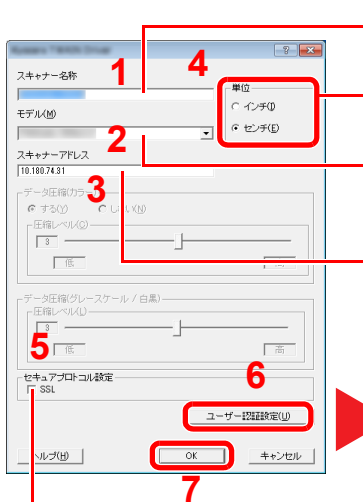 TWAIN Driver
スキャナー名称
1
4
単位
インチ(I)
センチ(E)
モデル(M)
2
スキャナーアドレス
10.180.74.31
3
データ圧縮(カラー)
する(Y)
しない(N)
圧縮レベル(C)
3
低
高
データ圧縮(グレースケール / 白黒)
圧縮レベル(L)
3
低
高
5
セキュアプロトコル設定
SSL
6
ユーザー認証設定(U)
ヘルプ(H)
OK
キャンセル
7